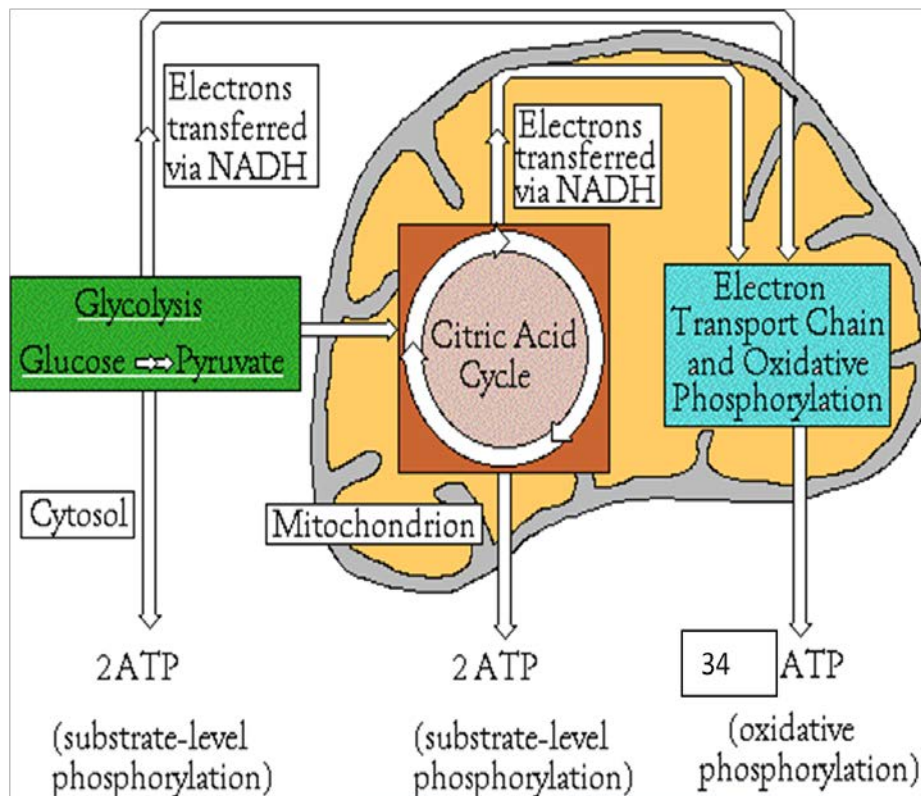 Electrons
transferred
via NADH
Electrons
transferred
via NADH
Glycolysis
Glucose Pyruvate
Citric Acid
Cycle
Electron
Transport Chain
and Oxidative
Phosphorylation
Cytosol
Mitochondrion
2 ATP
(substrate-level
phosphorylation)
2 ATP
(substrate-level
phosphorylation)
34 ATP
(oxidative
phosphorylation)